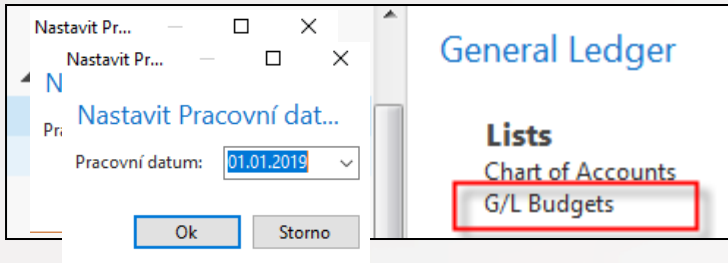 Nastavit Pr...
Nastavit Pr...
N
Pra
Nastavit Pracovní dat...
Pracovní datum: 01.01.2019
Ok Storno
General Ledger
Lists
Chart of Accounts
G/L Budgets